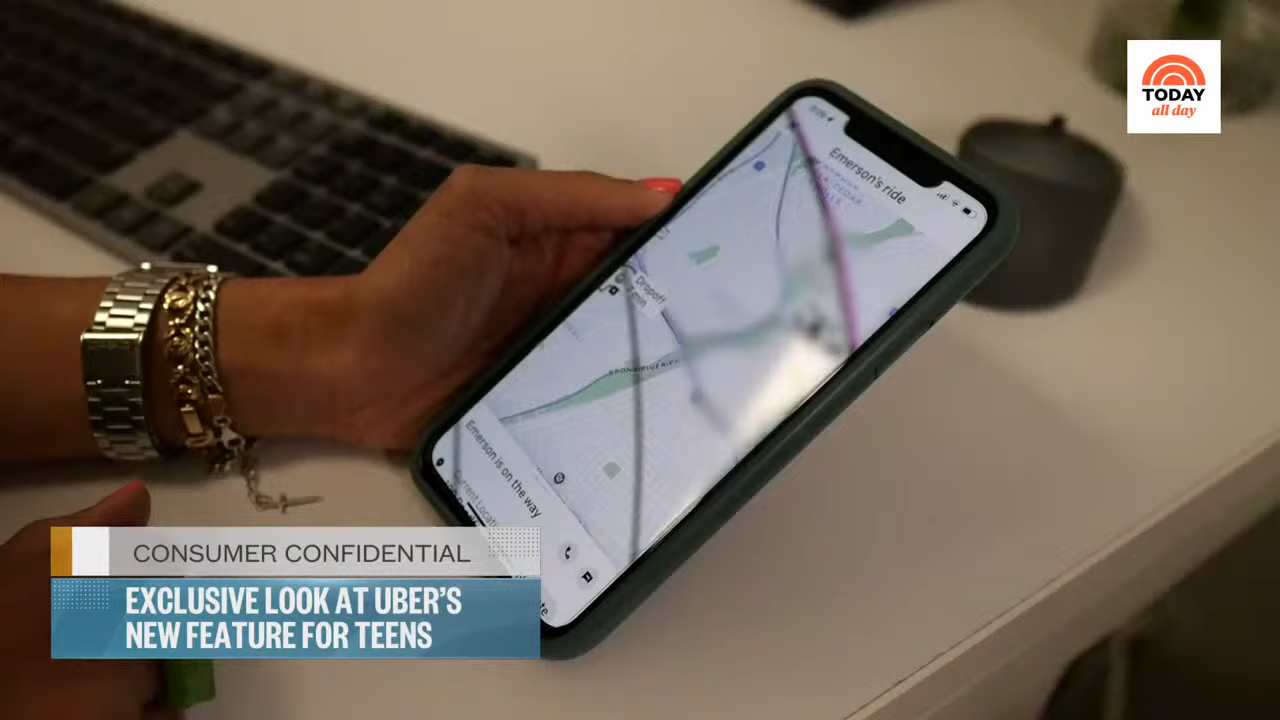 TODAY
all day
Emerson's ride
Dropoff
Emerson is on the way
CONSUMER CONFIDENTIAL
EXCLUSIVE LOOK AT UBER'S
NEW FEATURE FOR TEENS